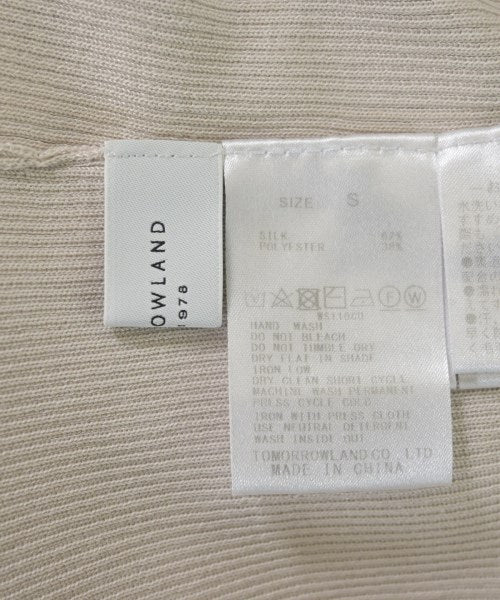 OWLAND
1978
SIZE S
SILK
POLYESTER 38%
HAND WASH
DO NOT BLEACH
DO NOT TUMBLE DRY
DRY FLAT IN SHADE
IRON LOW
DRY CLEAN SHORT CYCLE
MACHINE WASH PERMANENT
PRESS CYCLE COLD
IRON WITH PRESS CLOTH
USE NEUTRAL DETERGENT
WASH INSIDE OUT
TOMORROWLAND CO., LTD.
MADE IN CHINA